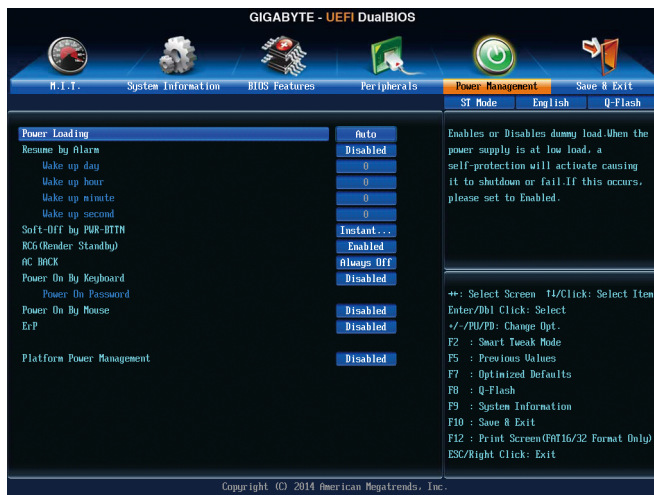 GIGABYTE - UEFI DualBIOS
M.I.T.
System Information
BIOS Features
Peripherals
Power Management
Save & Exit
ST Mode
English
Q-Flash
Power Loading Auto
Resume by Alarm Disabled
Wake up day 0
Wake up hour 0
Wake up minute 0
Wake up second 0
Soft-Off by PWR-BTTN Instant...
RC6(Render Standby) Enabled
AC BACK Always Off
Power On By Keyboard Disabled
Power On Password
Power On By Mouse Disabled
ErP Disabled
Platform Power Management Disabled
Enables or Disables dummy load.When the
power supply is at low load, a
self-protection will activate causing
it to shutdown or fail.If this occurs,
please set to Enabled.
→←: Select Screen ↑↓/Click: Select Item
Enter/Dbl Click: Select
+/-/PU/PD: Change Opt.
F2 : Smart Tweak Mode
F5 : Previous Values
F7 : Optimized Defaults
F8 : Q-Flash
F9 : System Information
F10 : Save & Exit
F12 : Print Screen(FAT16/32 Format Only)
ESC/Right Click: Exit
Copyright (C) 2014 American Megatrends, Inc.